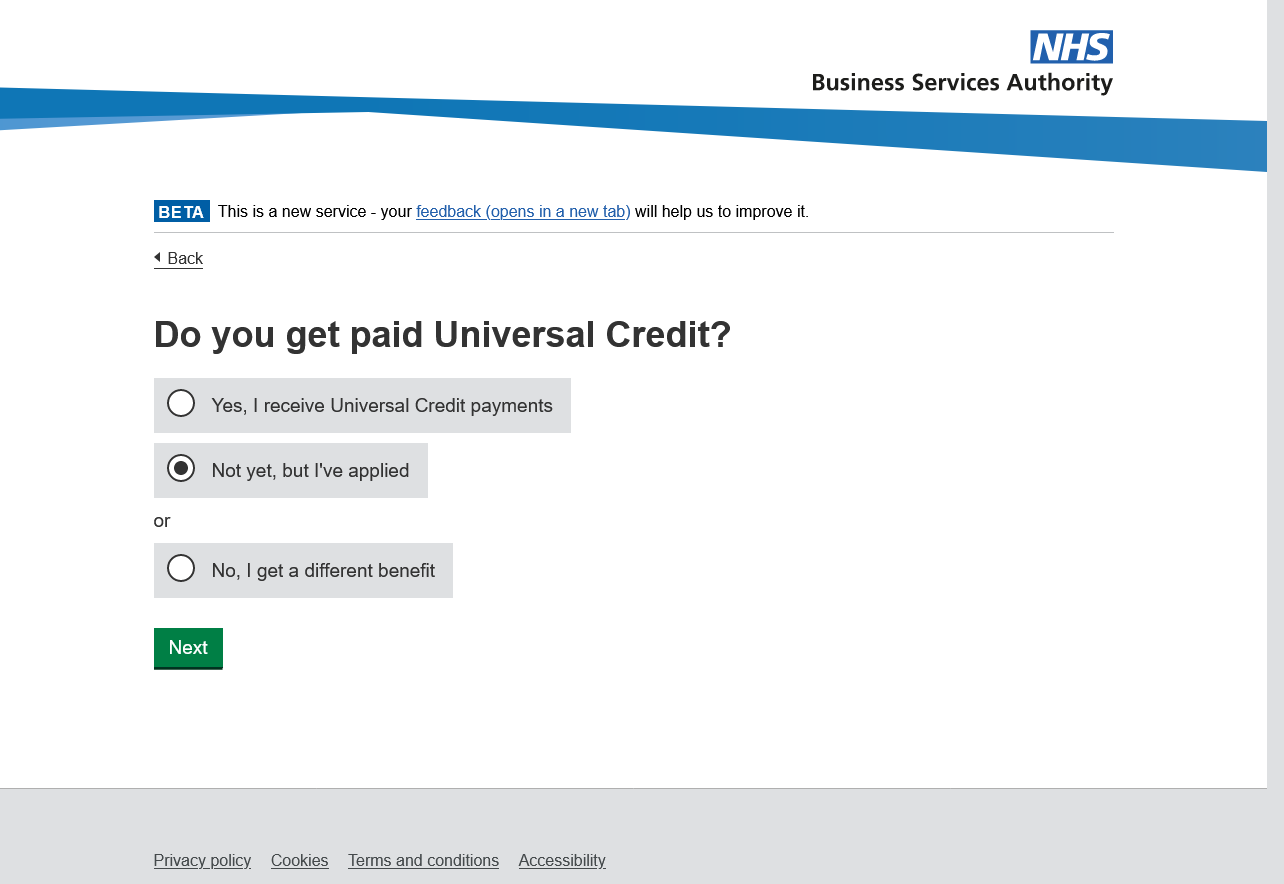 NHS
Business Services Authority
BETA This is a new service - your feedback (opens in a new tab) will help us to improve it.
Back
Do you get paid Universal Credit?
Yes, I receive Universal Credit payments
Not yet, but I've applied
or
No, I get a different benefit
Next
Privacy policy Cookies Terms and conditions Accessibility